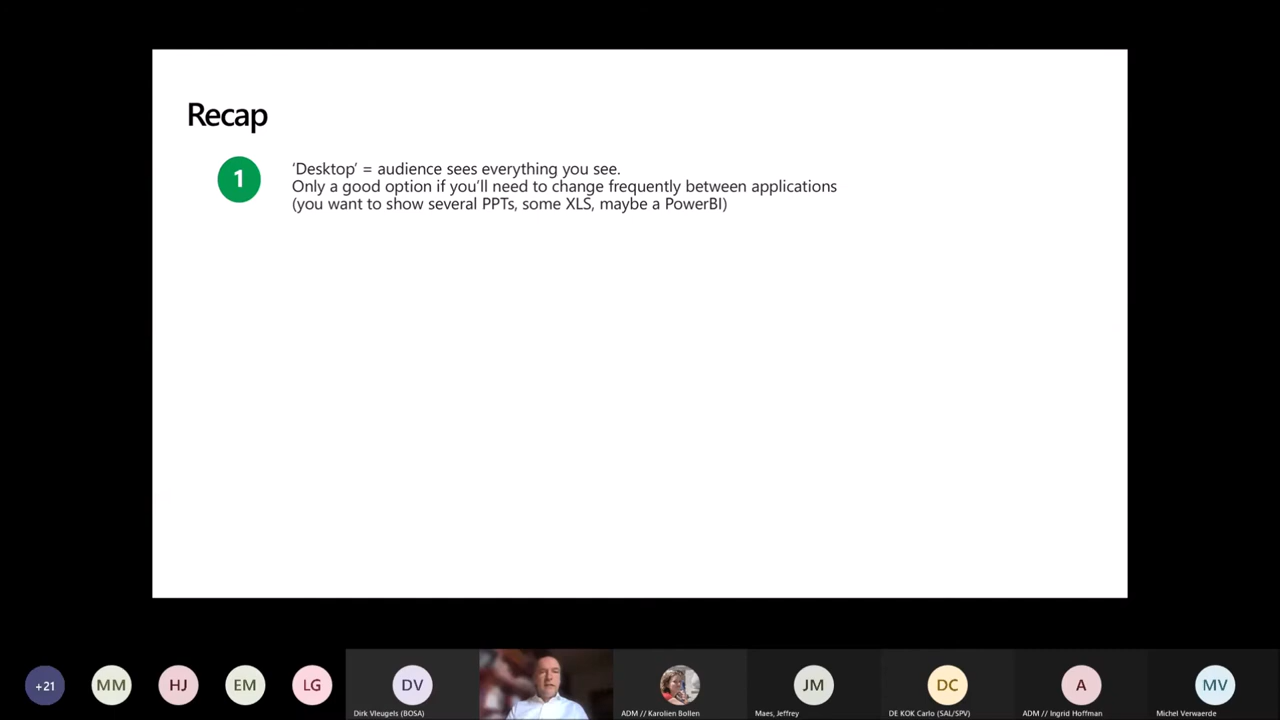 Recap
1
‘Desktop’ = audience sees everything you see.
Only a good option if you’ll need to change frequently between applications
(you want to show several PPTs, some XLS, maybe a PowerBI)
+21
MM
HJ
EM
LG
DV
JM
DC
A
MV
Dirk Vleugels (BOSA)
ADM // Karolien Bollen
Maes, Jeffrey
DE KOK Carlo (SAL/SPV)
ADM // Ingrid Hoffman
Michel Verwaerde